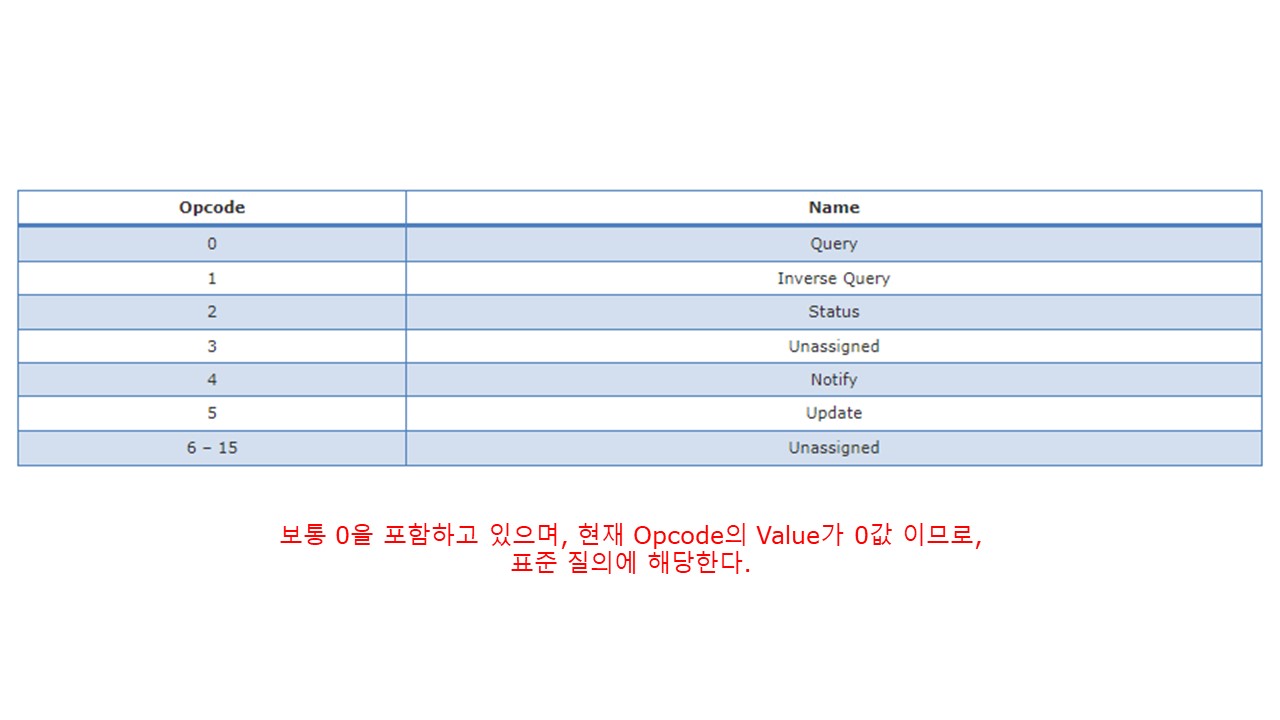 Opcode Name
0 Query
1 Inverse Query
2 Status
3 Unassigned
4 Notify
5 Update
6 – 15 Unassigned
보통 0을 포함하고 있으며, 현재 Opcode의 Value가 0값 이므로,
표준 질의에 해당한다.